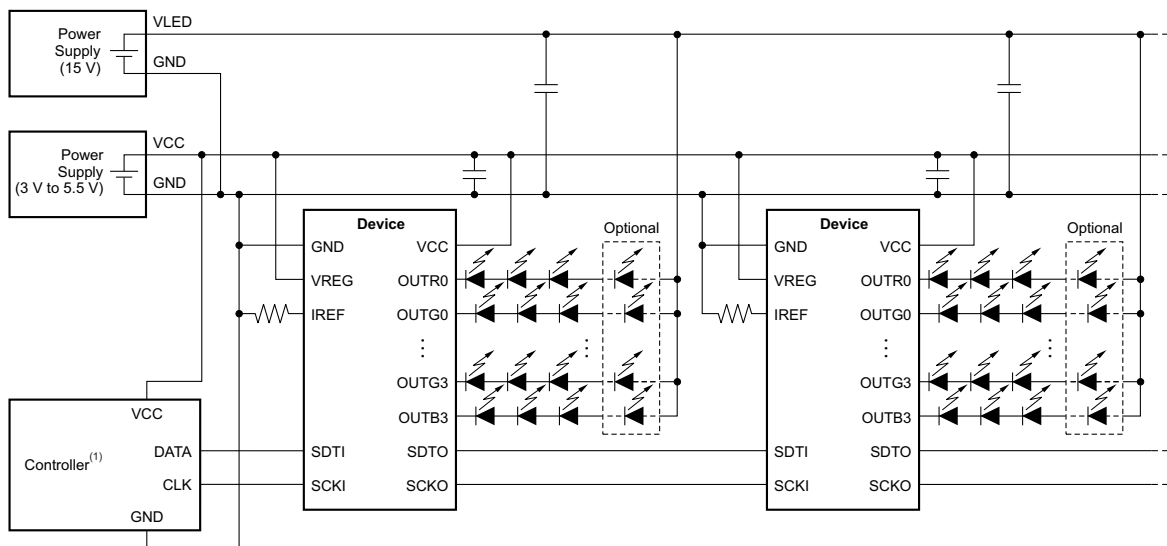 Power
Supply
(15 V)
VLED
GND
Power
Supply
(3 V to 5.5 V)
VCC
GND
Device
GND
VREG
IREF
SDTI
SCKI
VCC
OUTR0
OUTG0
OUTG3
OUTB3
SDTO
SCKO
Optional
Device
GND
VREG
IREF
SDTI
SCKI
VCC
OUTR0
OUTG0
OUTG3
OUTB3
SDTO
SCKO
Optional
Controller(1)
VCC
DATA
CLK
GND